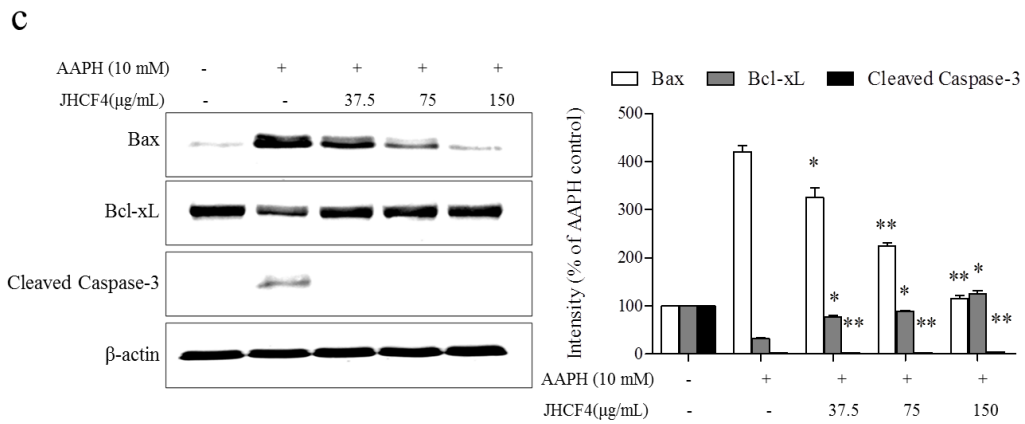 c
AAPH (10 mM) - + + + +
JHCF4(μg/mL) - - 37.5 75 150
Bax
Bcl-xL
Cleaved Caspase-3
β-actin
Bax Bcl-xL Cleaved Caspase-3
Intensity (% of AAPH control)
500
400
300
200
100
0
*
**
** *
* ** * ** **
AAPH (10 mM) - + + + +
JHCF4(μg/mL) - - 37.5 75 150